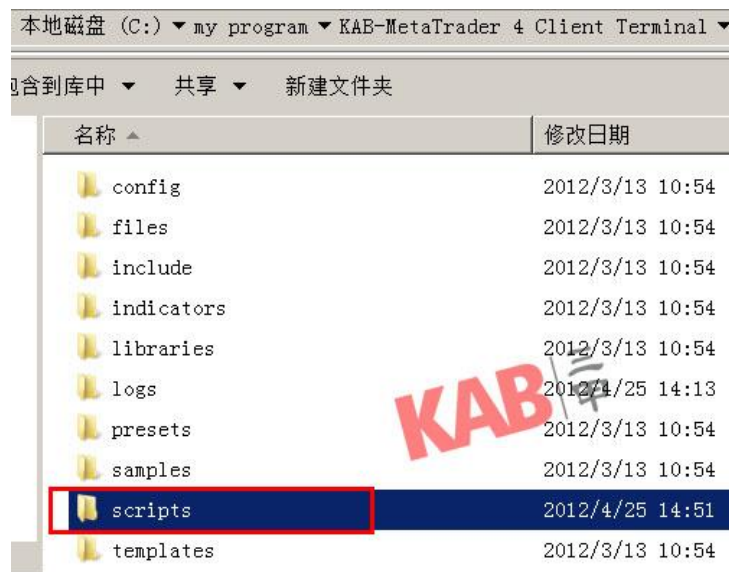 本地磁盘 (C:) ▼ my program ▼ KAB-MetaTrader 4 Client Terminal ▼
包含到库中 ▼ 共享 ▼ 新建文件夹
名称 修改日期
config 2012/3/13 10:54
files 2012/3/13 10:54
include 2012/3/13 10:54
indicators 2012/3/13 10:54
libraries 2012/3/13 10:54
logs 2012/4/25 14:13
presets 2012/3/13 10:54
samples 2012/3/13 10:54
scripts 2012/4/25 14:51
templates 2012/3/13 10:54
KAB